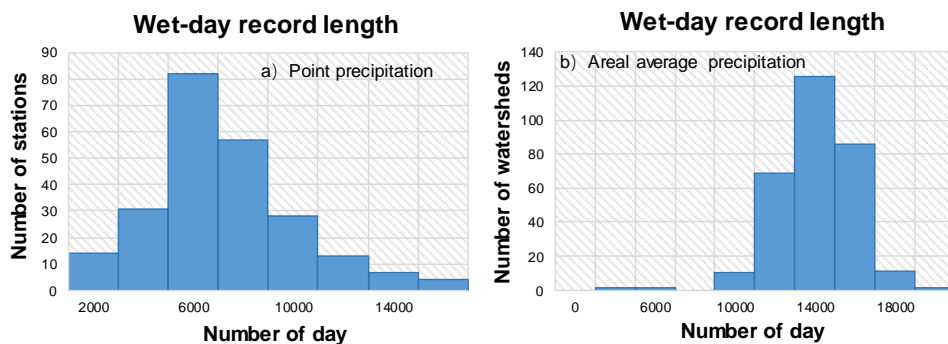 Wet-day record length
a) Point precipitation
Number of stations
90
80
70
60
50
40
30
20
10
0
2000 6000 10000 14000
Number of day
Wet-day record length
b) Areal average precipitation
Number of watersheds
140
120
100
80
60
40
20
0
0 6000 10000 14000 18000
Number of day